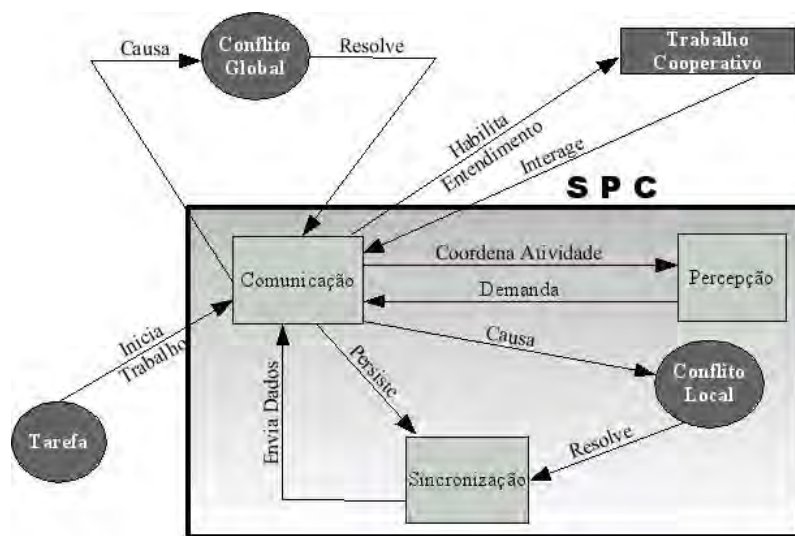 Causa
Conflito
Global
Resolve
Trabalho
Cooperativo
Habilita
Entendimento
Interage
S P C
Comunicação
Coordena Atividade
Demanda
Percepção
Inicia
Trabalho
Causa
Persiste
Envia Dados
Conflito
Local
Tarefa
Resolve
Sincronização